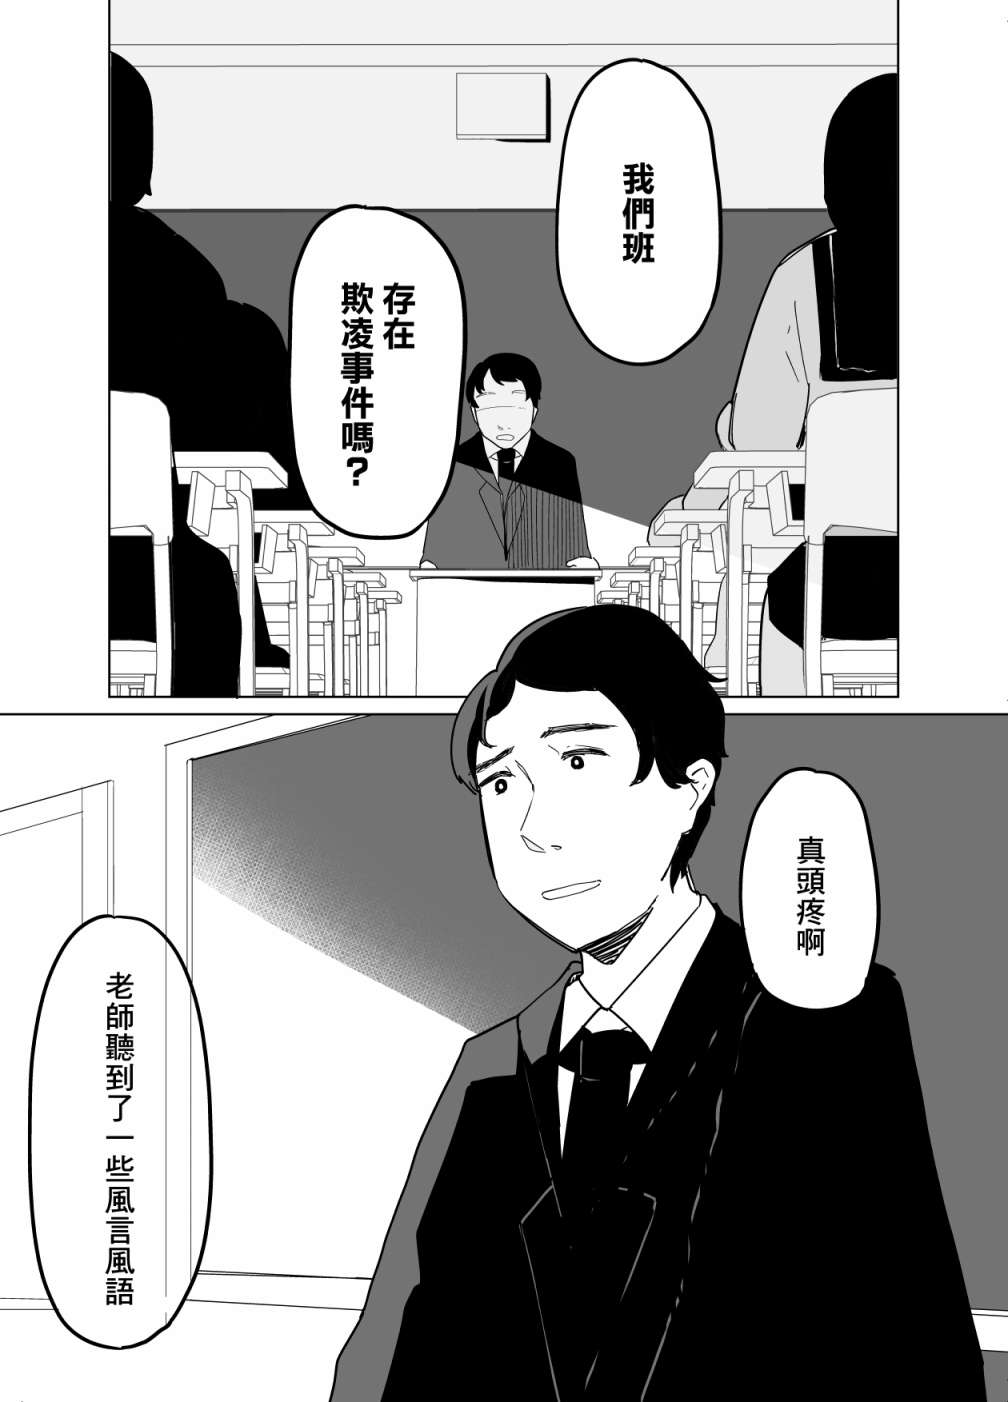 我們班
存在
欺凌事件嗎？
真頭疼啊
老師聽到了一些風言風語